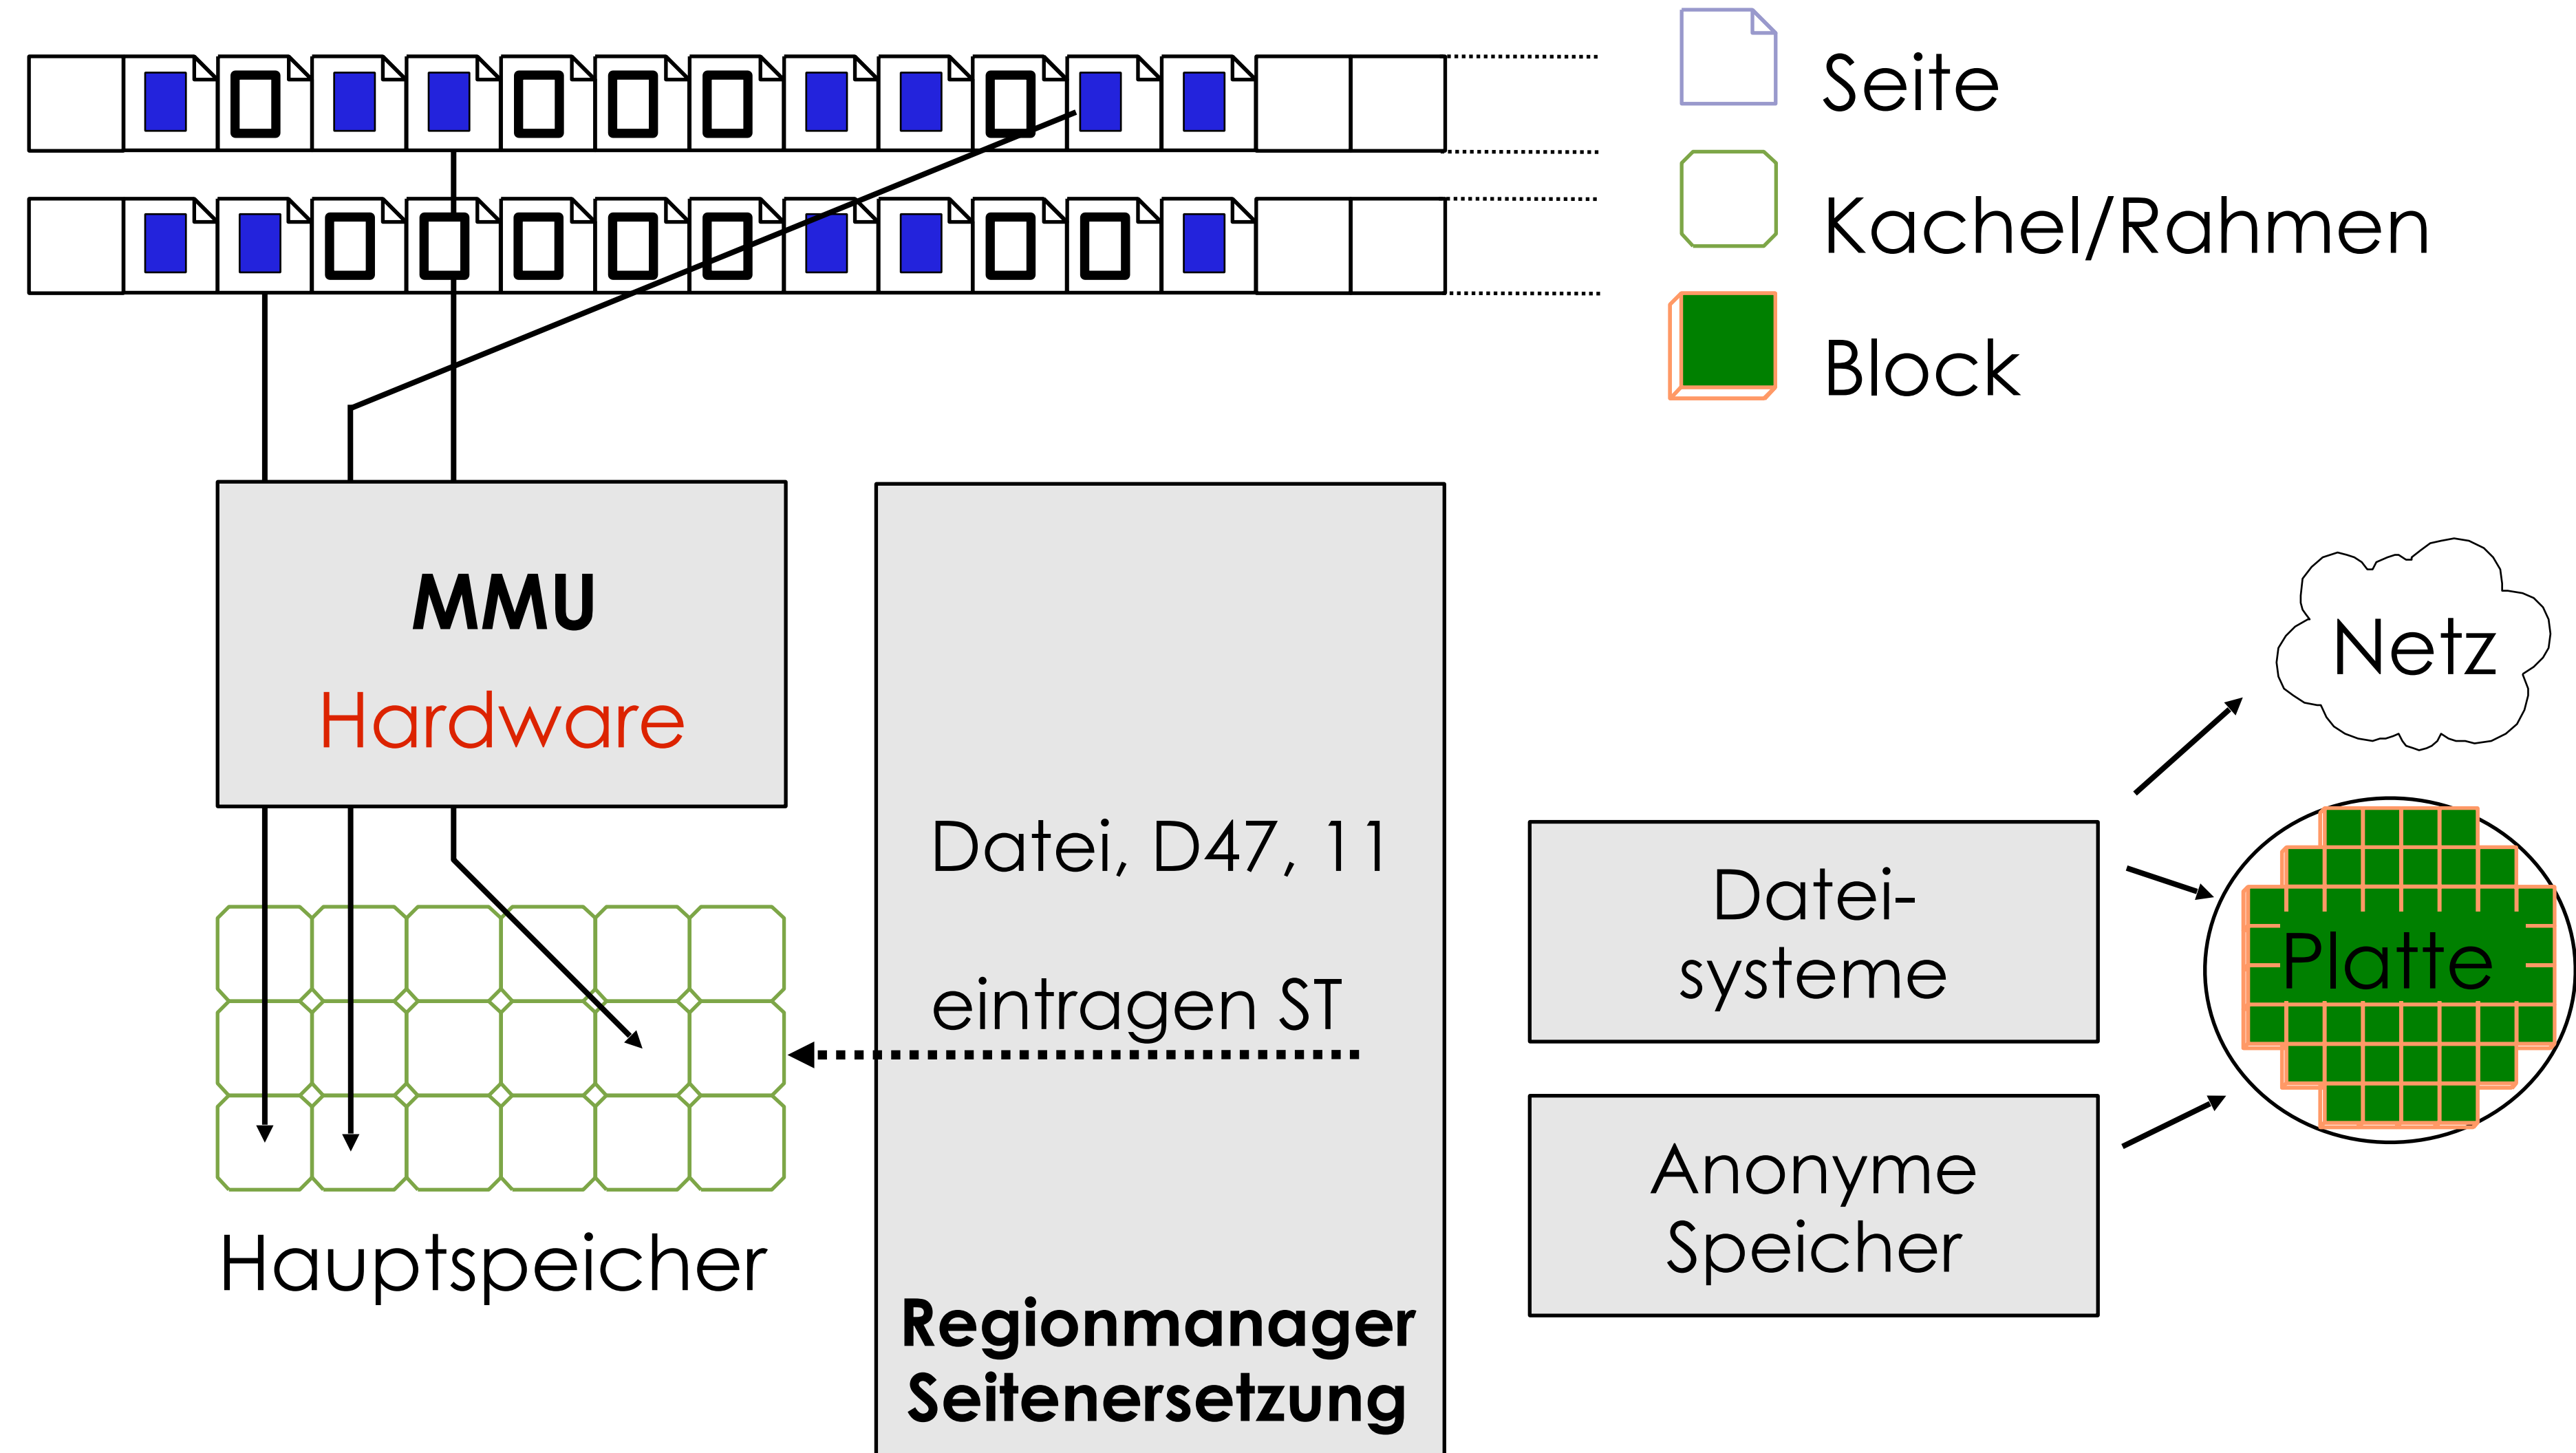 Seite
Kachel/Rahmen
Block
MMU
Hardware
Hauptspeicher
Datei, D47, 11
eintragen ST
Regionmanager
Seitenersetzung
Datei-
systeme
Anonyme
Speicher
Netz
Platte